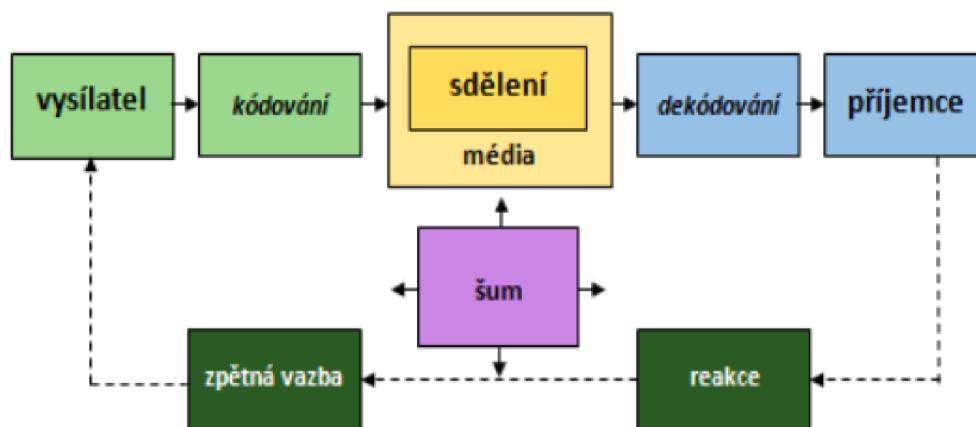 vysílatel
kódování
sdělení
média
dekódování
příjemce
šum
zpětná vazba
reakce